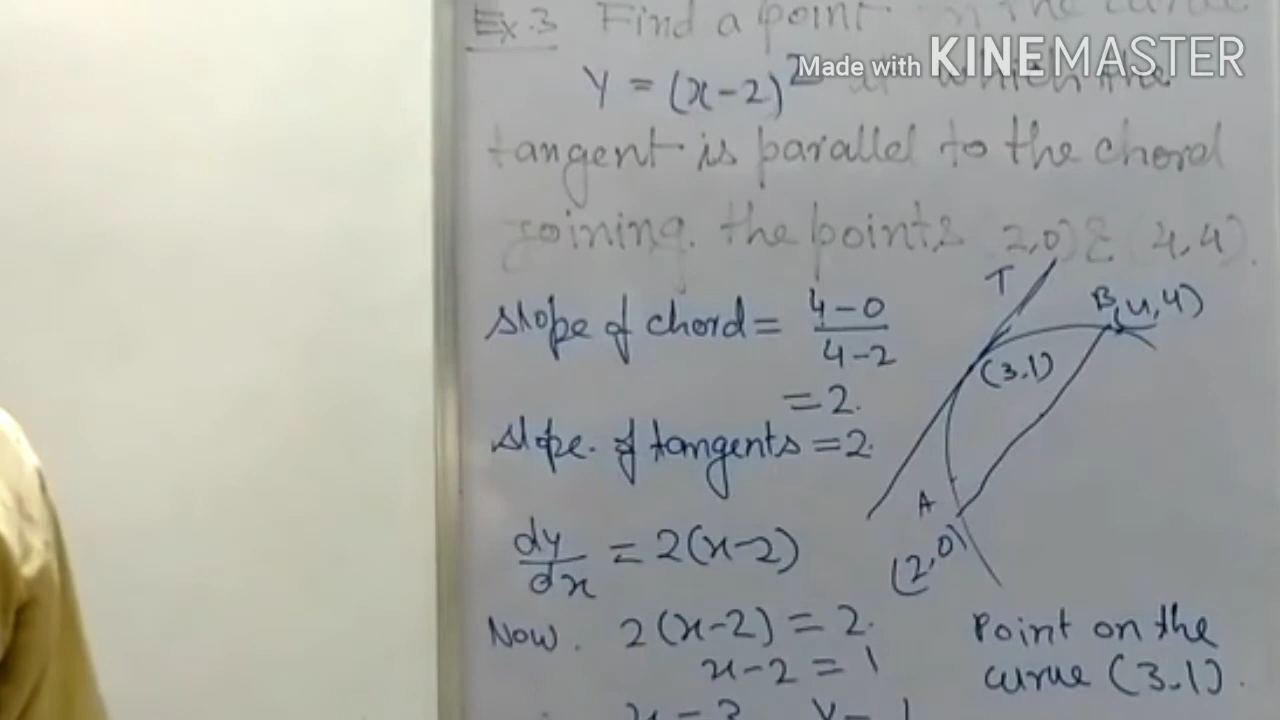 Ex.3 Find a point on the curve
Made with KINEMASTER
Y = (x-2)² at which the
tangent is parallel to the chord
joining. the points 2,0) & (4,4).
slope of chord = 4-0
4-2
= 2.
slope. of tangents = 2.
dy
dx
= 2(x-2)
Now. 2(x-2) = 2.
x-2 = 1
x = 3 y = 1
T
B (4,4)
(3.1)
A
(2,0)
Point on the
curve (3.1).